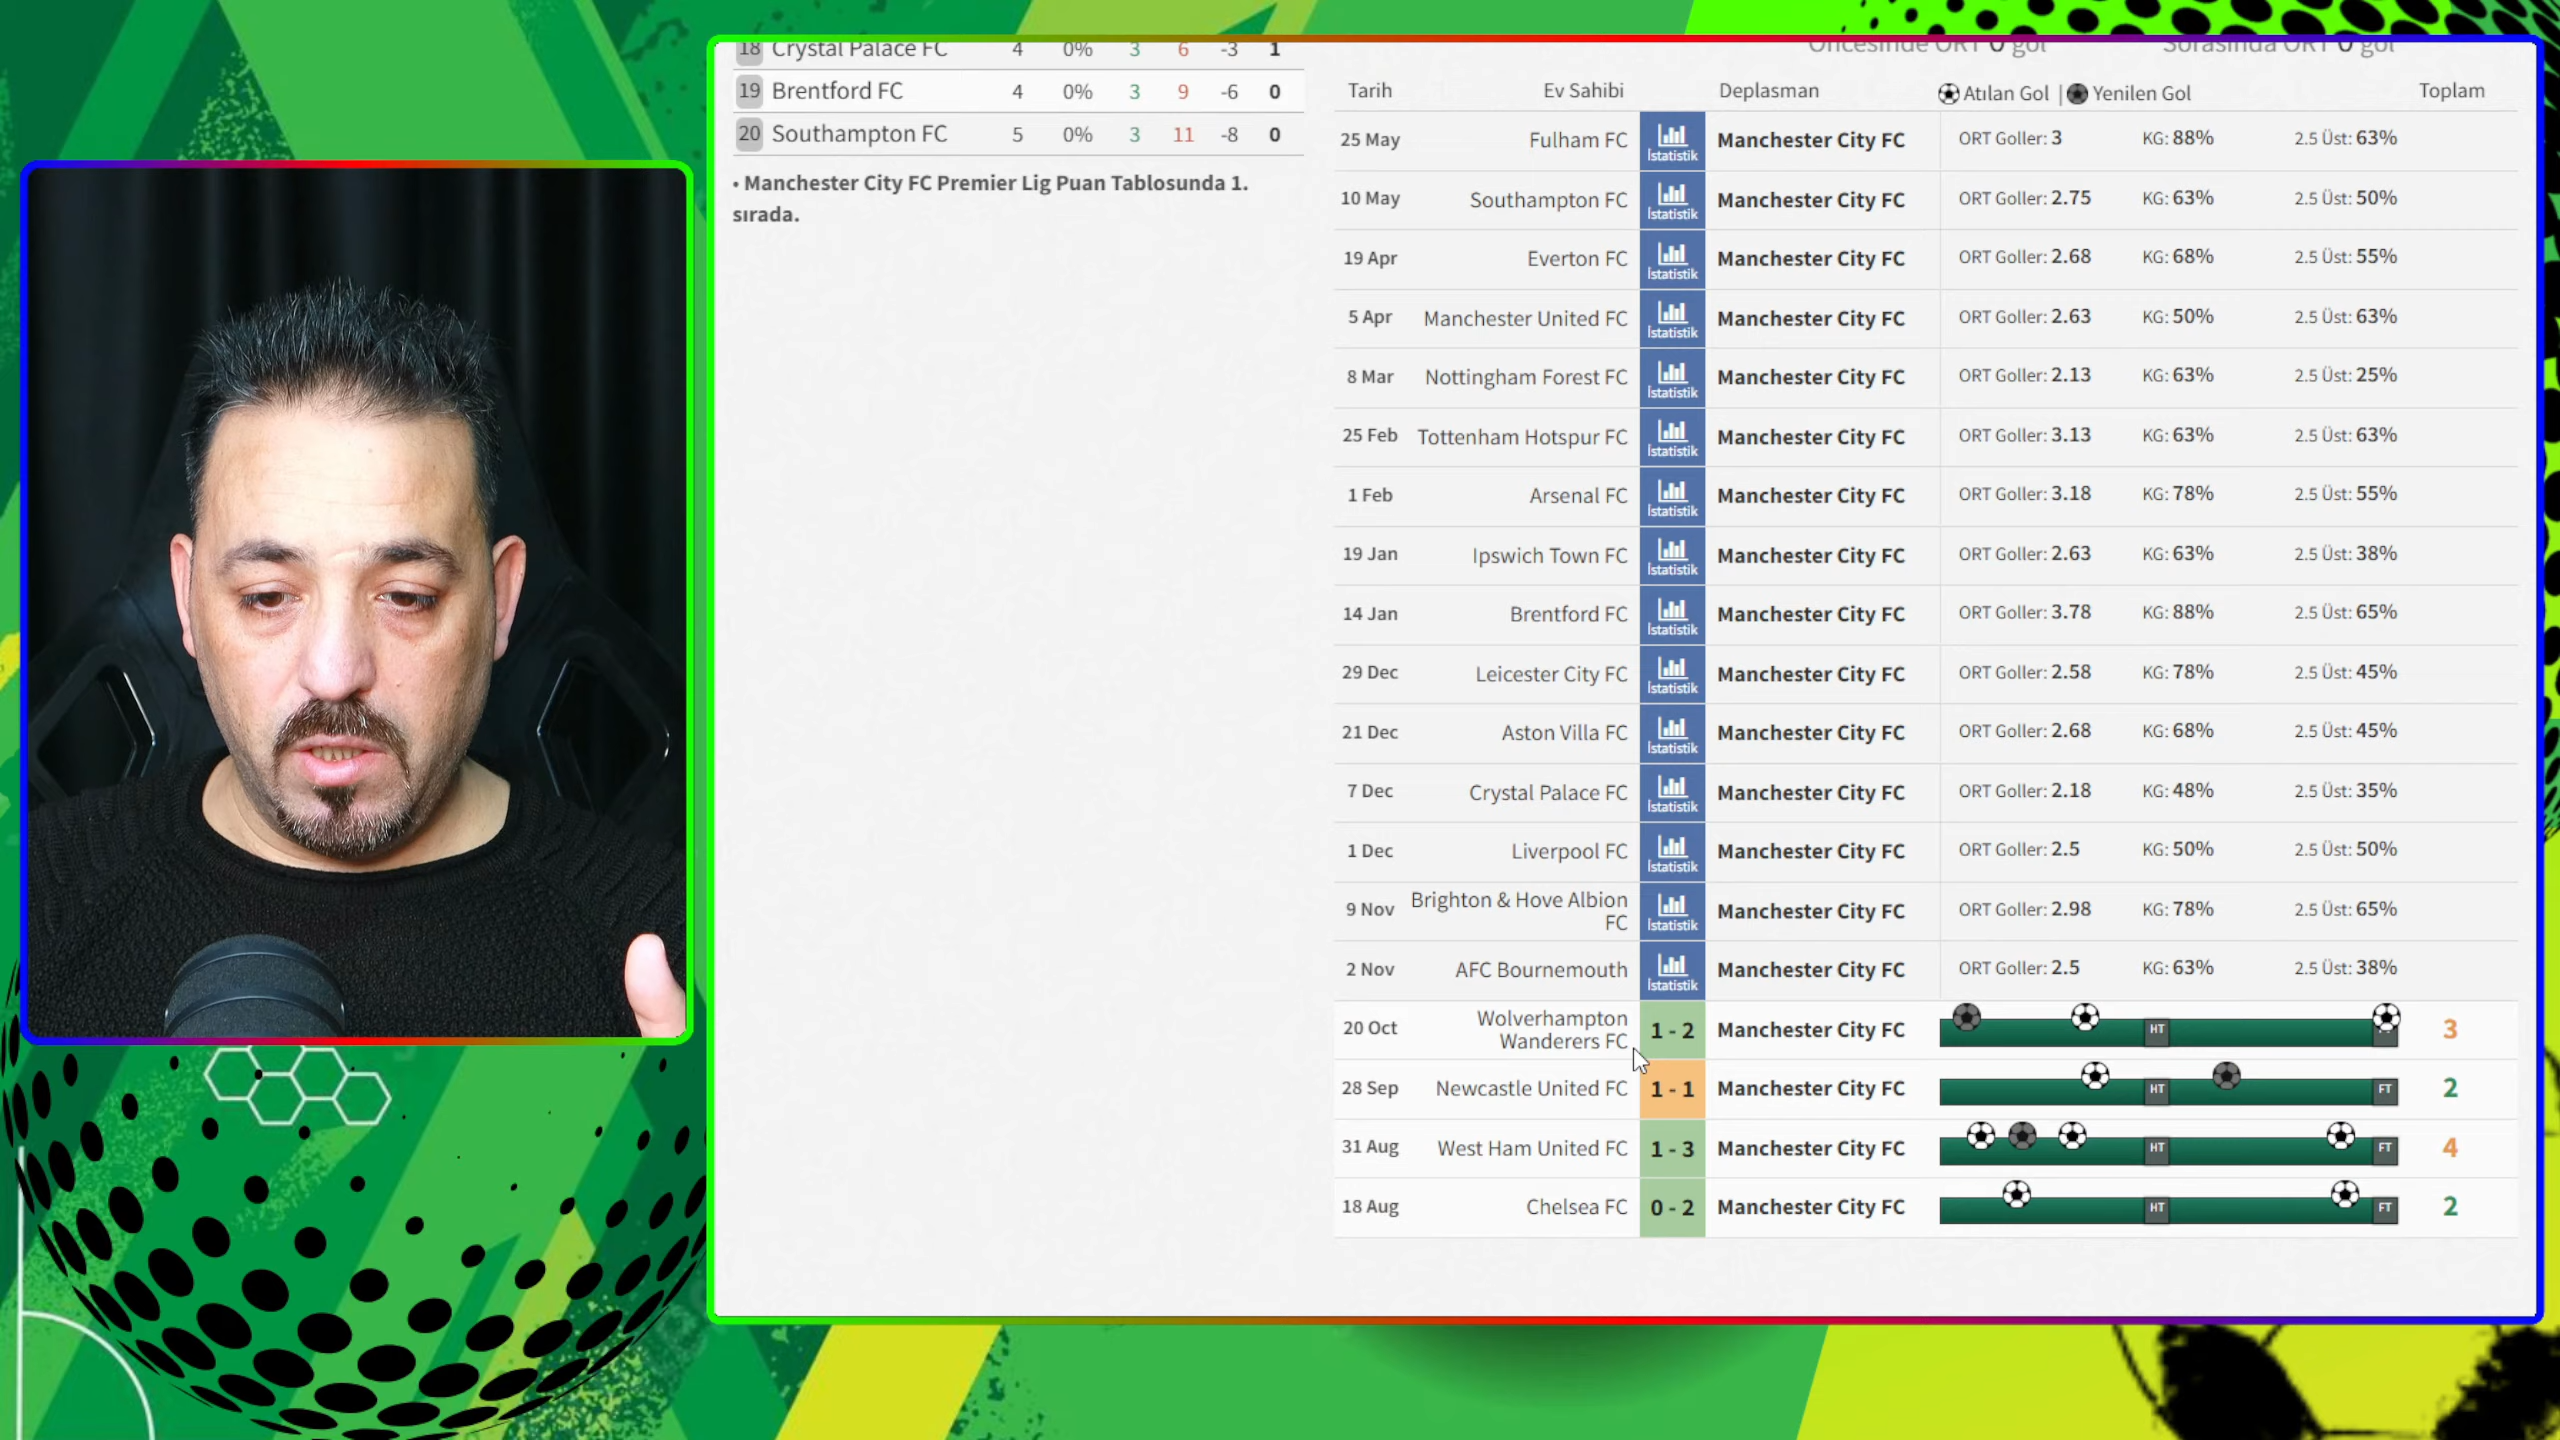 18 Crystal Palace FC 4 0% 3 6 -3 1
19 Brentford FC 4 0% 3 9 -6 0
20 Southampton FC 5 0% 3 11 -8 0
• Manchester City FC Premier Lig Puan Tablosunda 1.
sırada.
Öncesinde ORT 0 gol Sorasında ORT 0 gol
Tarih Ev Sahibi Deplasman Atılan Gol | Yenilen Gol Toplam
25 May Fulham FC İstatistik Manchester City FC ORT Goller: 3 KG: 88% 2.5 Üst: 63%
10 May Southampton FC İstatistik Manchester City FC ORT Goller: 2.75 KG: 63% 2.5 Üst: 50%
19 Apr Everton FC İstatistik Manchester City FC ORT Goller: 2.68 KG: 68% 2.5 Üst: 55%
5 Apr Manchester United FC İstatistik Manchester City FC ORT Goller: 2.63 KG: 50% 2.5 Üst: 63%
8 Mar Nottingham Forest FC İstatistik Manchester City FC ORT Goller: 2.13 KG: 63% 2.5 Üst: 25%
25 Feb Tottenham Hotspur FC İstatistik Manchester City FC ORT Goller: 3.13 KG: 63% 2.5 Üst: 63%
1 Feb Arsenal FC İstatistik Manchester City FC ORT Goller: 3.18 KG: 78% 2.5 Üst: 55%
19 Jan Ipswich Town FC İstatistik Manchester City FC ORT Goller: 2.63 KG: 63% 2.5 Üst: 38%
14 Jan Brentford FC İstatistik Manchester City FC ORT Goller: 3.78 KG: 88% 2.5 Üst: 65%
29 Dec Leicester City FC İstatistik Manchester City FC ORT Goller: 2.58 KG: 78% 2.5 Üst: 45%
21 Dec Aston Villa FC İstatistik Manchester City FC ORT Goller: 2.68 KG: 68% 2.5 Üst: 45%
7 Dec Crystal Palace FC İstatistik Manchester City FC ORT Goller: 2.18 KG: 48% 2.5 Üst: 35%
1 Dec Liverpool FC İstatistik Manchester City FC ORT Goller: 2.5 KG: 50% 2.5 Üst: 50%
9 Nov Brighton & Hove Albion
FC İstatistik Manchester City FC ORT Goller: 2.98 KG: 78% 2.5 Üst: 65%
2 Nov AFC Bournemouth İstatistik Manchester City FC ORT Goller: 2.5 KG: 63% 2.5 Üst: 38%
20 Oct Wolverhampton
Wanderers FC 1 - 2 Manchester City FC HT 3
28 Sep Newcastle United FC 1 - 1 Manchester City FC HT FT 2
31 Aug West Ham United FC 1 - 3 Manchester City FC HT FT 4
18 Aug Chelsea FC 0 - 2 Manchester City FC HT FT 2